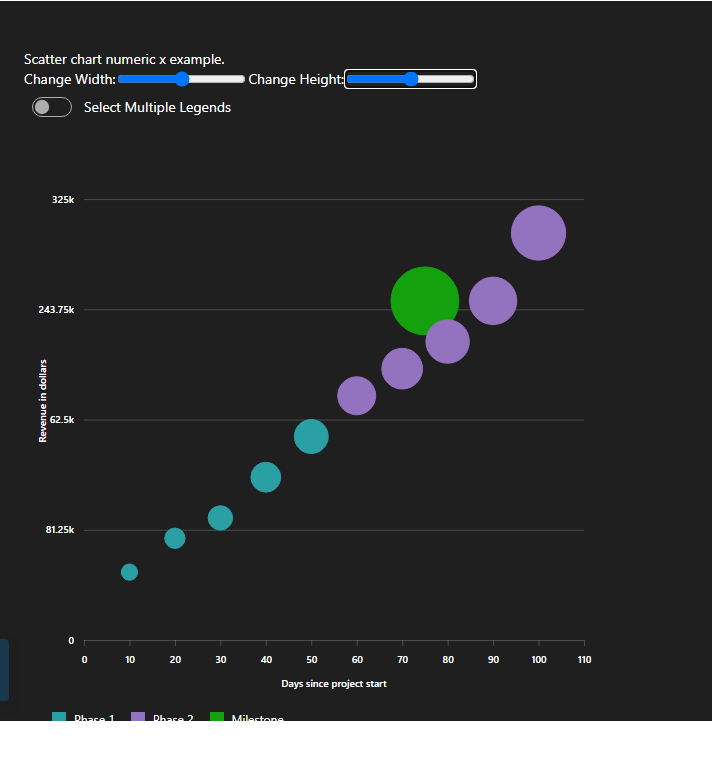 Scatter chart numeric x example.
Change Width: Change Height:
Select Multiple Legends
325k
243.75k
Revenue in dollars
62.5k
81.25k
0
0 10 20 30 40 50 60 70 80 90 100 110
Days since project start
Phase 1 Phase 2 Milestone